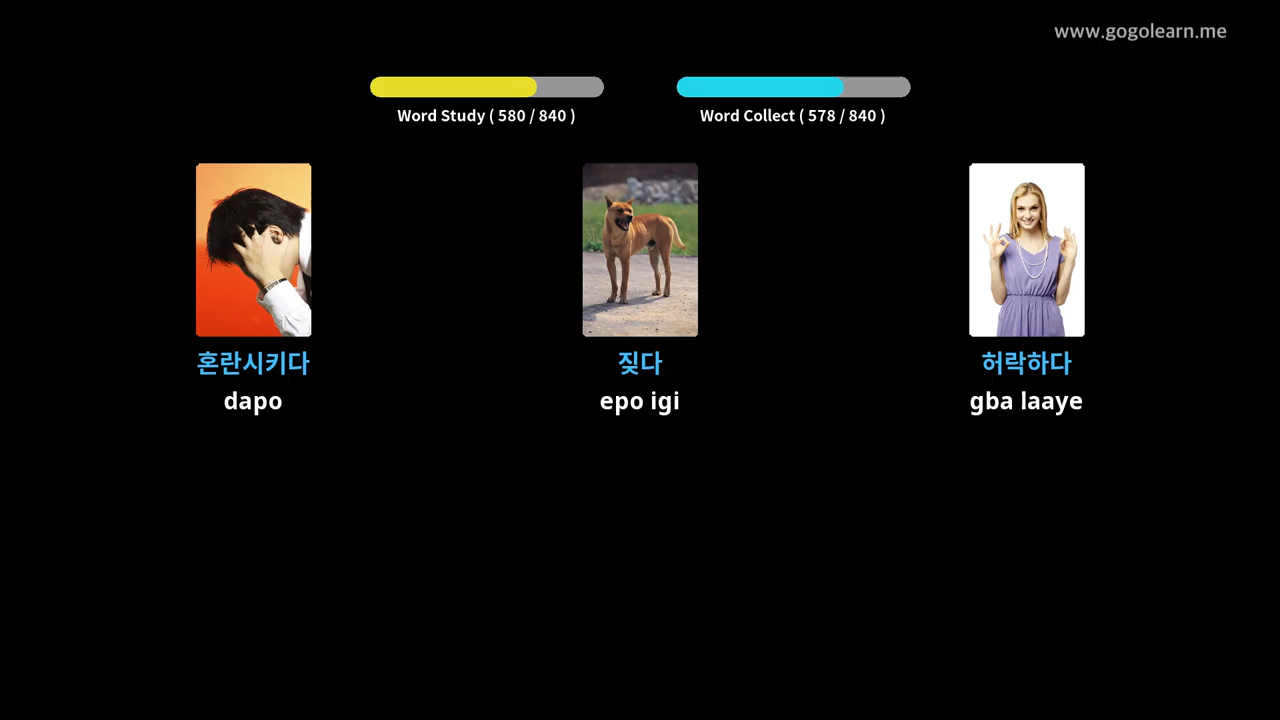 www.gogolearn.me
Word Study ( 580 / 840 )
Word Collect ( 578 / 840 )
혼란시키다
짖다
허락하다
dapo
epo igi
gba laaye